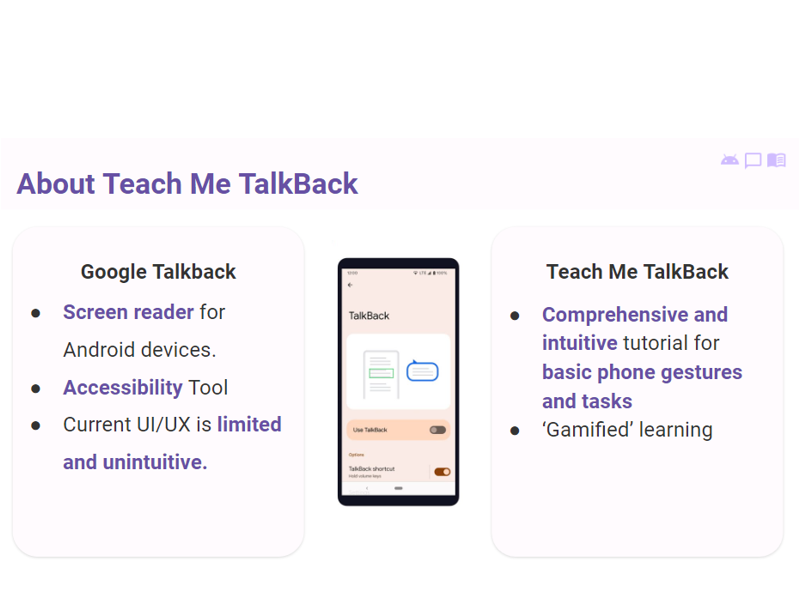 About Teach Me TalkBack
Google Talkback
● Screen reader for
Android devices.
● Accessibility Tool
● Current UI/UX is limited
and unintuitive.
TalkBack
Use TalkBack
Options
TalkBack shortcut
Hold volume keys
Teach Me TalkBack
● Comprehensive and
intuitive tutorial for
basic phone gestures
and tasks
● ‘Gamified’ learning